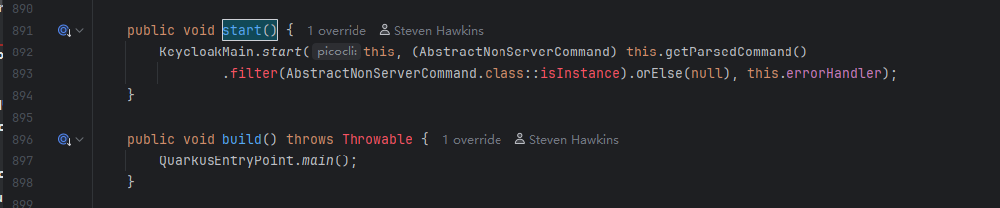 890
891 public void start() { 1 override Steven Hawkins
892 KeycloakMain.start( picocli: this, (AbstractNonServerCommand) this.getParsedCommand()
893 .filter(AbstractNonServerCommand.class::isInstance).orElse(null), this.errorHandler);
894 }
895
896 public void build() throws Throwable { 1 override Steven Hawkins
897 QuarkusEntryPoint.main();
898 }
899